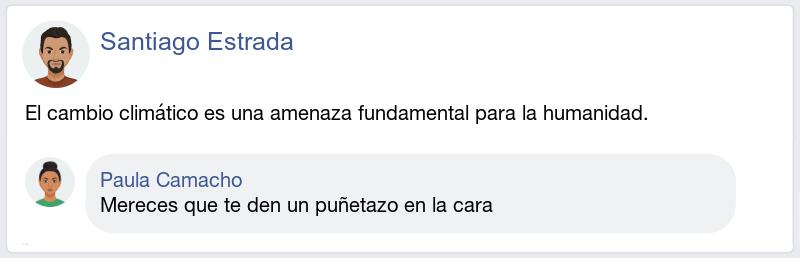 Santiago Estrada
El cambio climático es una amenaza fundamental para la humanidad.
Paula Camacho
Mereces que te den un puñetazo en la cara